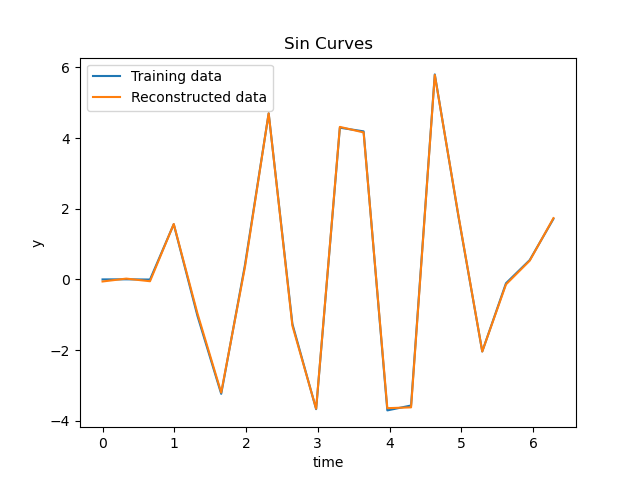 Sin Curves
Training data
Reconstructed data
6
4
2
0
−2
−4
y
0 1 2 3 4 5 6
time